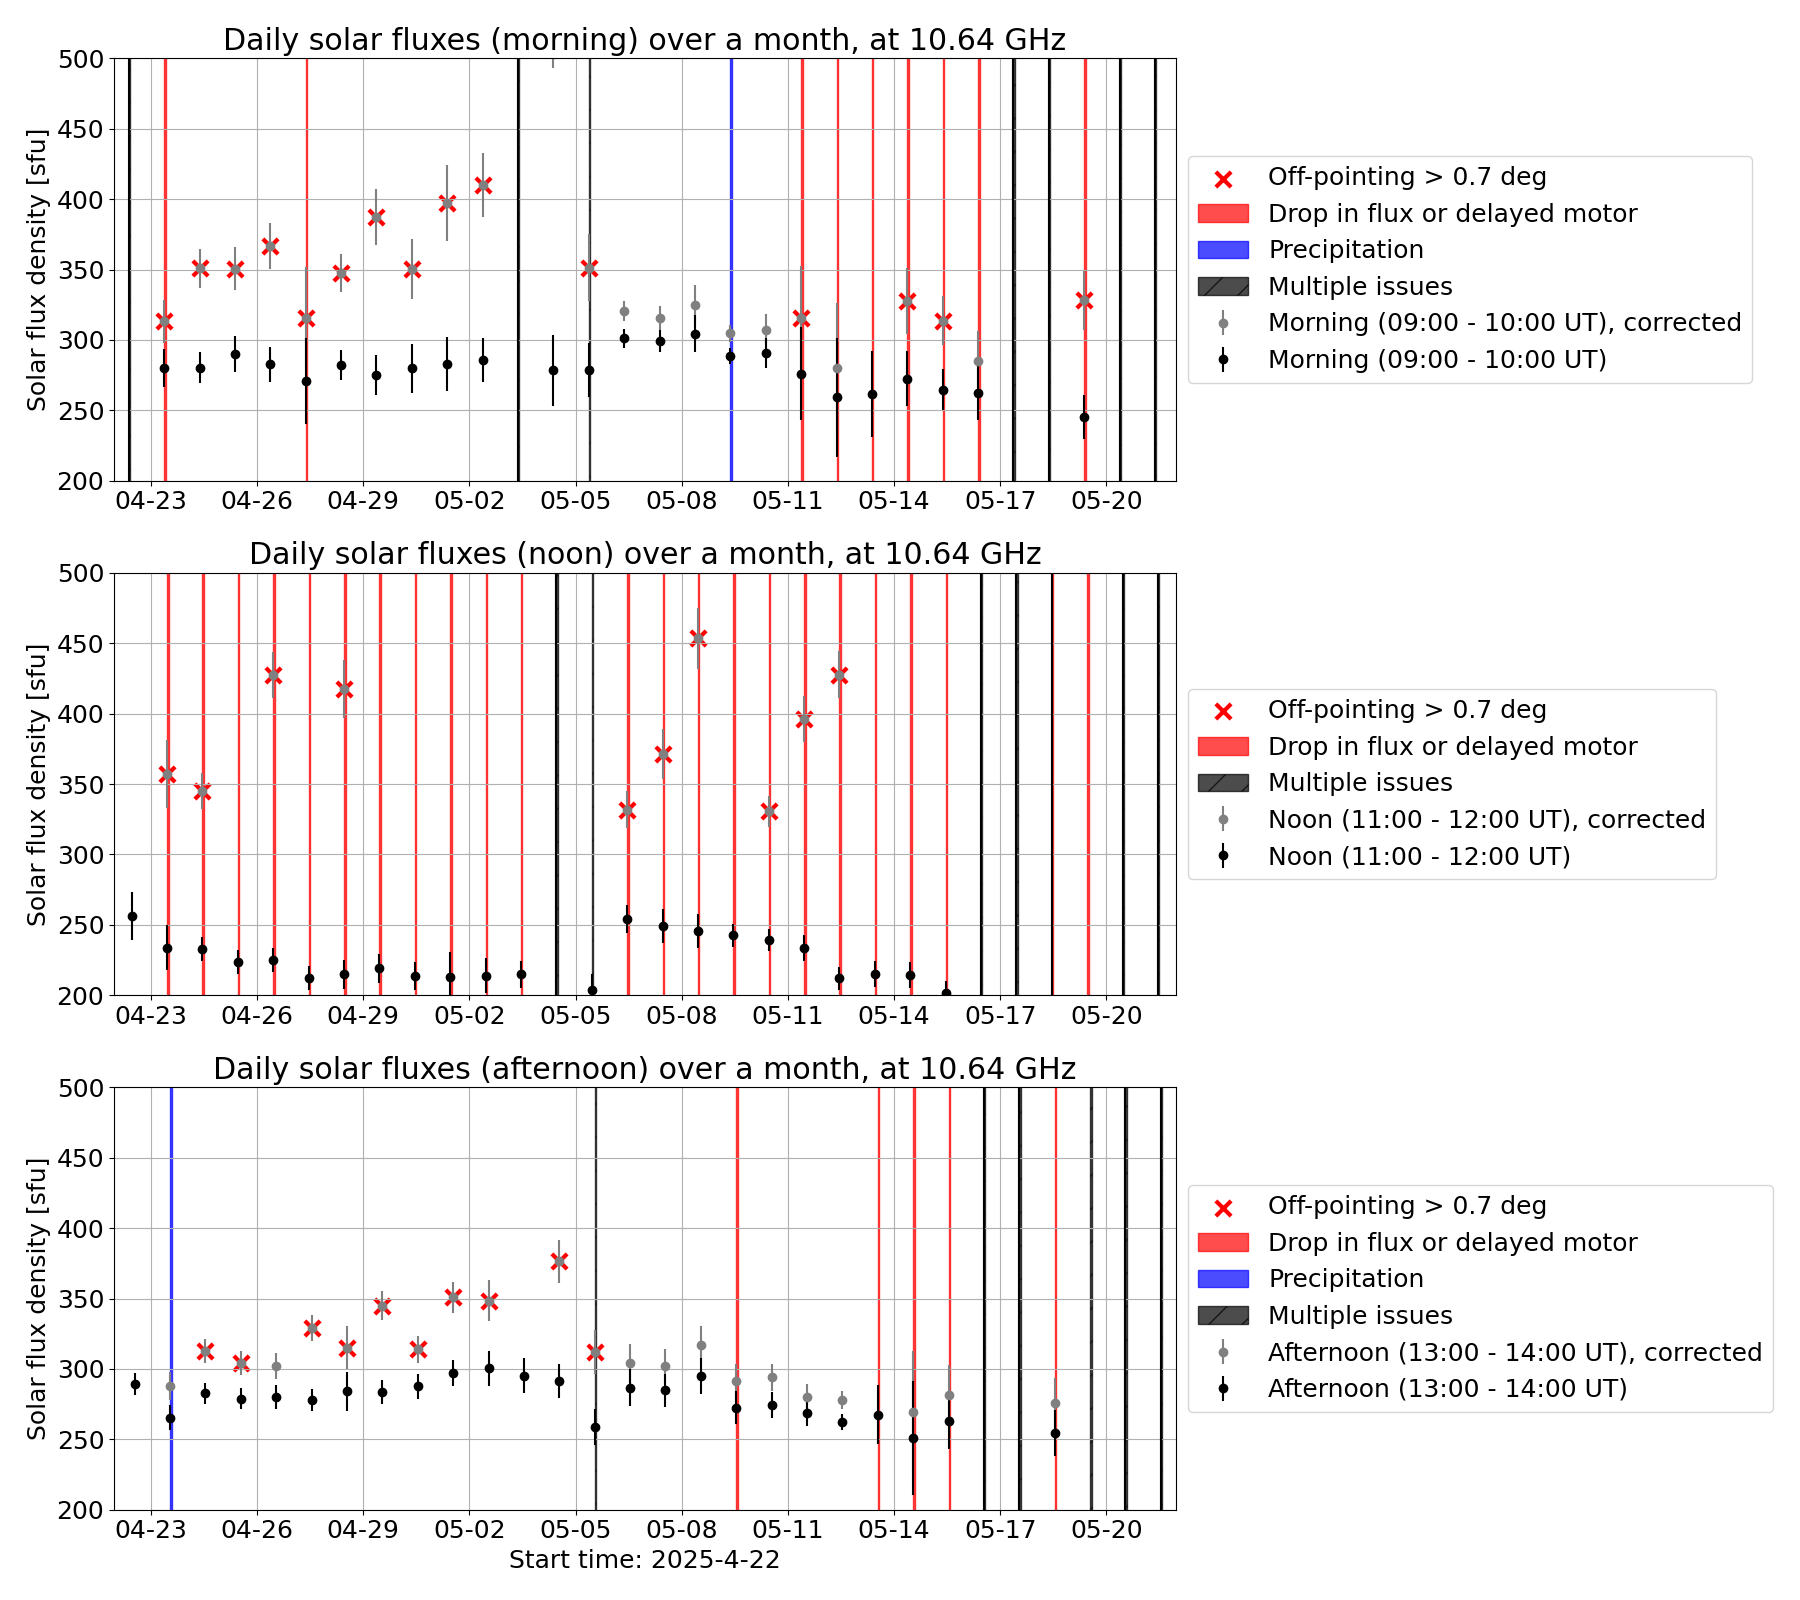 Daily solar fluxes (morning) over a month, at 10.64 GHz
Solar flux density [sfu]
500
450
400
350
300
250
200
04-23 04-26 04-29 05-02 05-05 05-08 05-11 05-14 05-17 05-20
Off-pointing > 0.7 deg
Drop in flux or delayed motor
Precipitation
Multiple issues
Morning (09:00 - 10:00 UT), corrected
Morning (09:00 - 10:00 UT)
Daily solar fluxes (noon) over a month, at 10.64 GHz
Solar flux density [sfu]
500
450
400
350
300
250
200
04-23 04-26 04-29 05-02 05-05 05-08 05-11 05-14 05-17 05-20
Off-pointing > 0.7 deg
Drop in flux or delayed motor
Multiple issues
Noon (11:00 - 12:00 UT), corrected
Noon (11:00 - 12:00 UT)
Daily solar fluxes (afternoon) over a month, at 10.64 GHz
Solar flux density [sfu]
500
450
400
350
300
250
200
04-23 04-26 04-29 05-02 05-05 05-08 05-11 05-14 05-17 05-20
Start time: 2025-4-22
Off-pointing > 0.7 deg
Drop in flux or delayed motor
Precipitation
Multiple issues
Afternoon (13:00 - 14:00 UT), corrected
Afternoon (13:00 - 14:00 UT)